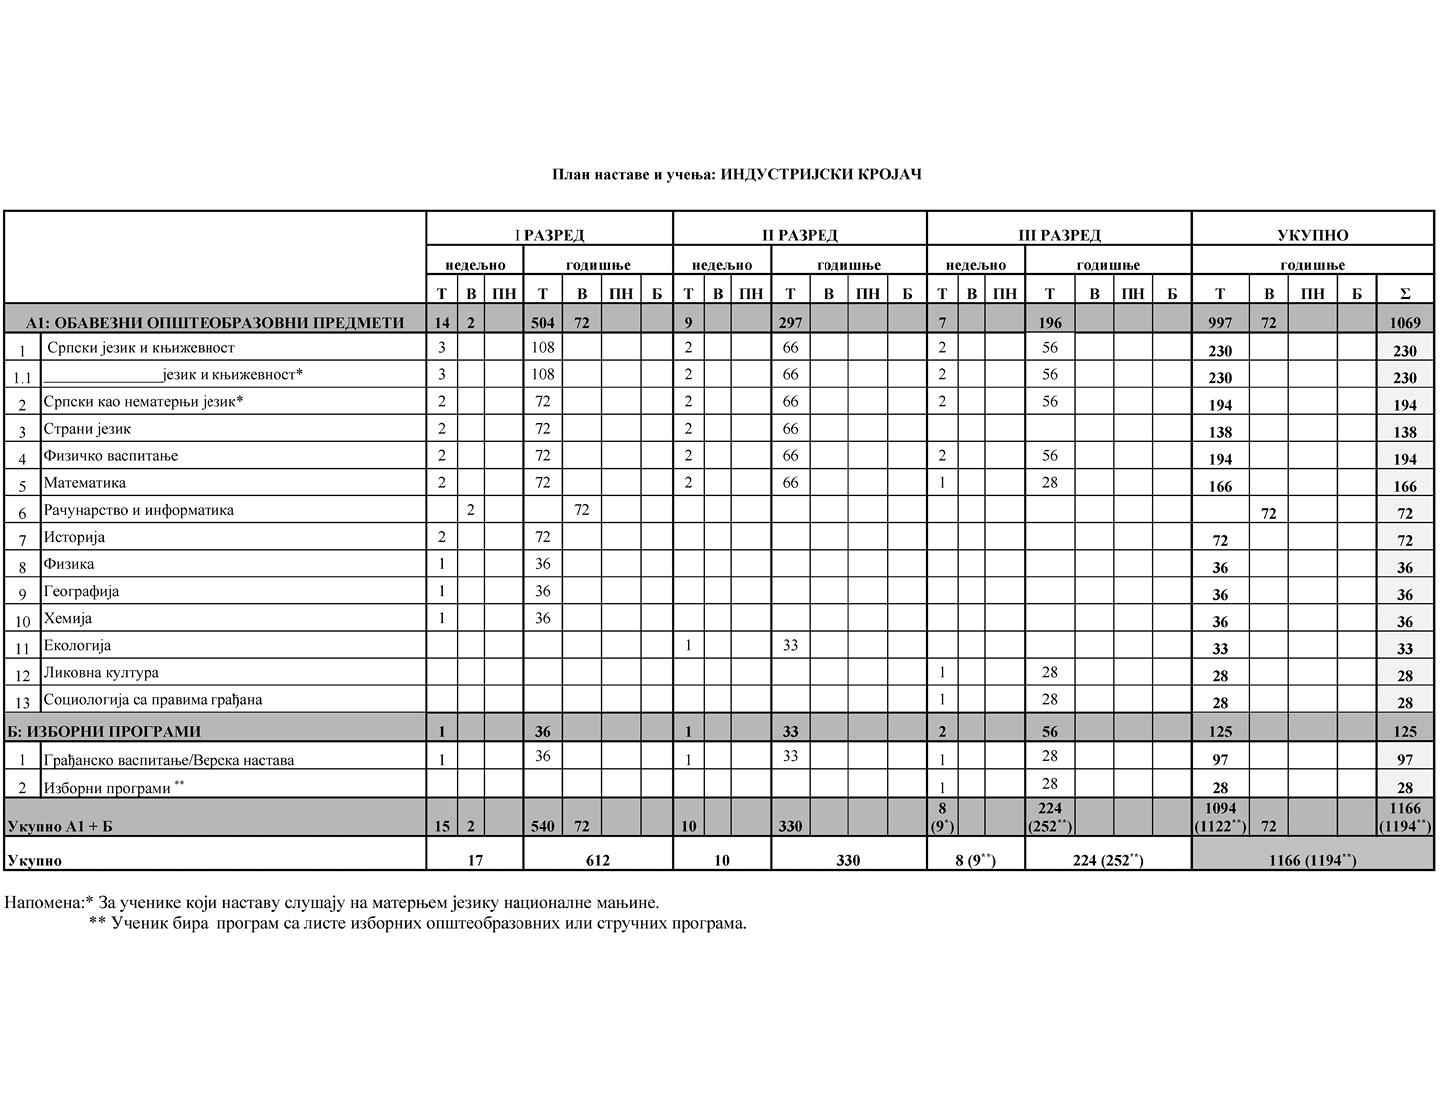 План наставе и учења: ИНДУСТРИЈСКИ КРОЈАЧ
I РАЗРЕД II РАЗРЕД III РАЗРЕД УКУПНО
недељно годишње недељно годишње недељно годишње годишње
Т В ПН Т В ПН Б Т В ПН Т В ПН Б Т В ПН Т В ПН Б Т В ПН Б Σ
А1: ОБАВЕЗНИ ОПШТЕОБРАЗОВНИ ПРЕДМЕТИ 14 2 504 72 9 297 7 196 997 72 1069
1 Српски језик и књижевност 3 108 2 66 2 56 230 230
1.1 _______________језик и књижевност* 3 108 2 66 2 56 230 230
2 Српски као нематерњи језик* 2 72 2 66 2 56 194 194
3 Страни језик 2 72 2 66 138 138
4 Физичко васпитање 2 72 2 66 2 56 194 194
5 Математика 2 72 2 66 1 28 166 166
6 Рачунарство и информатика 2 72 72 72
7 Историја 2 72 72 72
8 Физика 1 36 36 36
9 Географија 1 36 36 36
10 Хемија 1 36 36 36
11 Екологија 1 33 33 33
12 Ликовна култура 1 28 28 28
13 Социологија са правима грађана 1 28 28 28
Б: ИЗБОРНИ ПРОГРАМИ 1 36 1 33 2 56 125 125
1 Грађанско васпитање/Верска настава 1 36 1 33 1 28 97 97
2 Изборни програми ** 1 28 28 28
8 224 1094 1166
Укупно А1 + Б 15 2 540 72 10 330 (9*) (252**) (1122**) 72 (1194**)
Укупно 17 612 10 330 8 (9**) 224 (252**) 1166 (1194**)
Напомена:* За ученике који наставу слушају на матерњем језику националне мањине.
** Ученик бира програм са листе изборних општеобразовних или стручних програма.